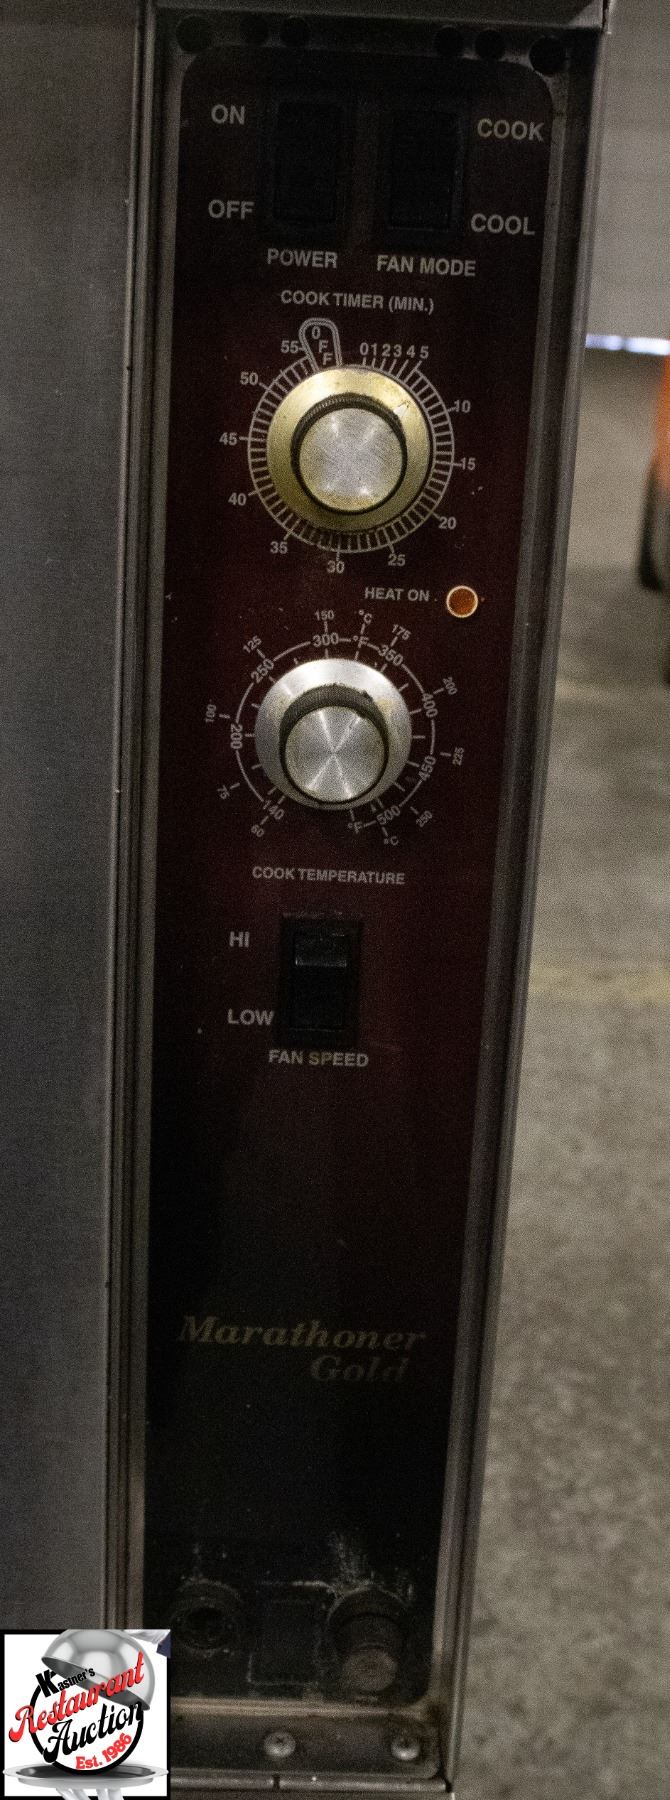 ON
COOK
OFF
COOL
POWER
FAN MODE
COOK TIMER (MIN.)
OFF
0 1 2 3 4 5
10
15
20
25
30
35
40
45
50
55
HEAT ON
°C
°F
150
300
175
350
200
400
225
450
250
500
°F
°C
60
140
75
100
200
125
250
COOK TEMPERATURE
HI
LOW
FAN SPEED
Marathoner
Gold
Kastner's
Restaurant
Auction
Est. 1986